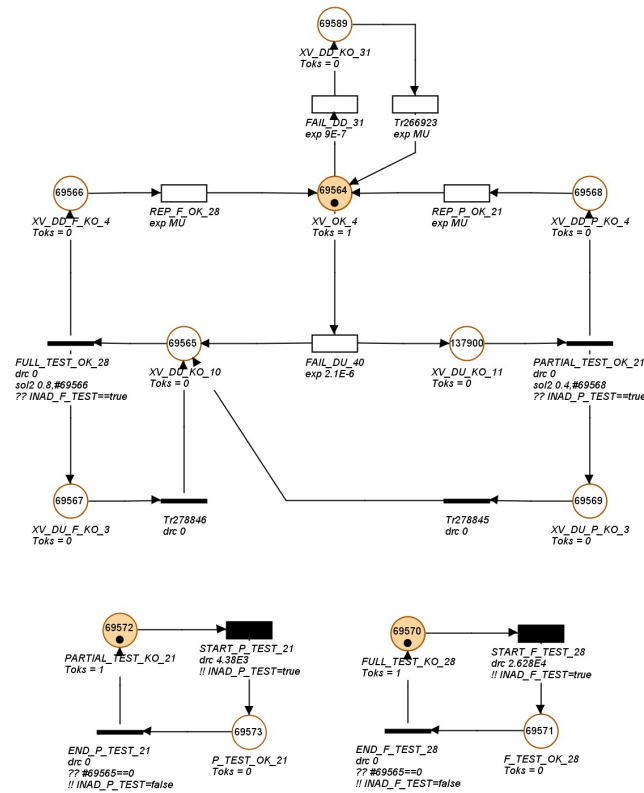 69589
XV_DD_KO_31
Toks = 0
FAIL_DD_31
exp 9E-7
Tr266923
exp MU
69566
XV_DD_F_KO_4
Toks = 0
REP_F_OK_28
exp MU
69564
XV_OK_4
Toks = 1
REP_P_OK_21
exp MU
69568
XV_DD_P_KO_4
Toks = 0
FULL_TEST_OK_28
drc 0
sol2 0.8,#69566
?? INAD_F_TEST==true
69565
XV_DU_KO_10
Toks = 0
FAIL_DU_40
exp 2.1E-6
137900
XV_DU_KO_11
Toks = 0
PARTIAL_TEST_OK_21
drc 0
sol2 0.4,#69568
?? INAD_P_TEST==true
69567
XV_DU_F_KO_3
Toks = 0
Tr278846
drc 0
Tr278845
drc 0
69569
XV_DU_P_KO_3
Toks = 0
69572
PARTIAL_TEST_KO_21
Toks = 1
START_P_TEST_21
drc 4.38E3
!! INAD_P_TEST=true
END_P_TEST_21
drc 0
?? #69565==0
!! INAD_P_TEST=false
69573
P_TEST_OK_21
Toks = 0
69570
FULL_TEST_KO_28
Toks = 1
START_F_TEST_28
drc 2.628E4
!! INAD_F_TEST=true
END_F_TEST_28
drc 0
?? #69565==0
!! INAD_F_TEST=false
69571
F_TEST_OK_28
Toks = 0